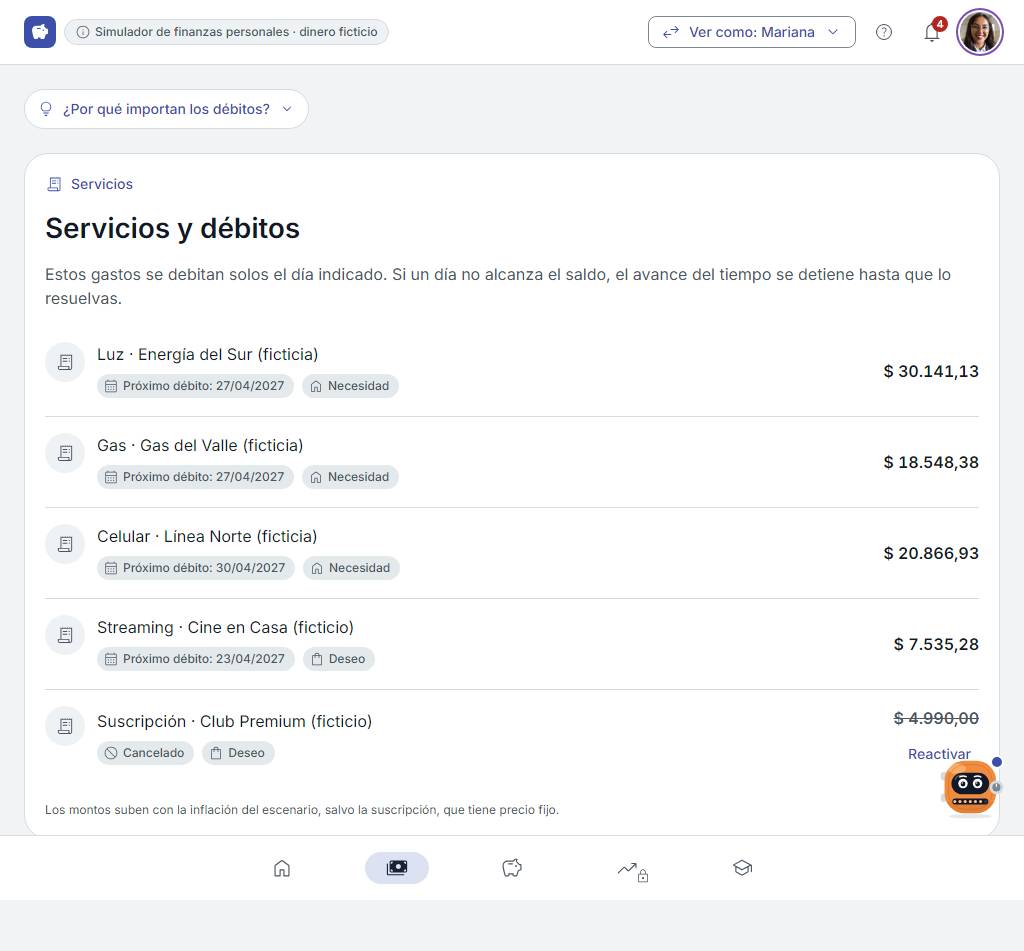 Simulador de finanzas personales · dinero ficticio
Ver como: Mariana
4
¿Por qué importan los débitos?
Servicios
Servicios y débitos
Estos gastos se debitan solos el día indicado. Si un día no alcanza el saldo, el avance del tiempo se detiene hasta que lo
resuelvas.
Luz · Energía del Sur (ficticia)
Próximo débito: 27/04/2027
Necesidad
$ 30.141,13
Gas · Gas del Valle (ficticia)
Próximo débito: 27/04/2027
Necesidad
$ 18.548,38
Celular · Línea Norte (ficticia)
Próximo débito: 30/04/2027
Necesidad
$ 20.866,93
Streaming · Cine en Casa (ficticio)
Próximo débito: 23/04/2027
Deseo
$ 7.535,28
Suscripción · Club Premium (ficticio)
Cancelado
Deseo
$ 4.990,00
Reactivar
Los montos suben con la inflación del escenario, salvo la suscripción, que tiene precio fijo.